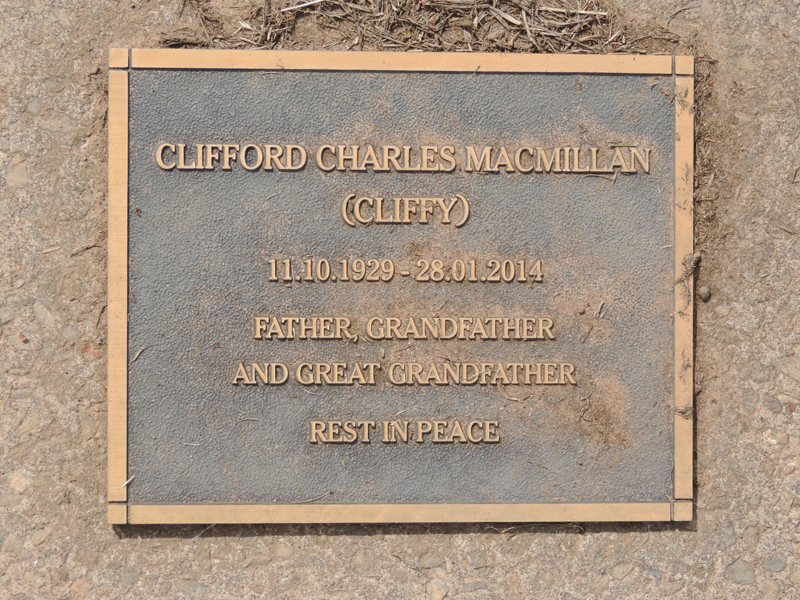 CLIFFORD CHARLES MACMILLAN
(CLIFFY)
11.10.1929 - 28.01.2014
FATHER, GRANDFATHER
AND GREAT GRANDFATHER
REST IN PEACE